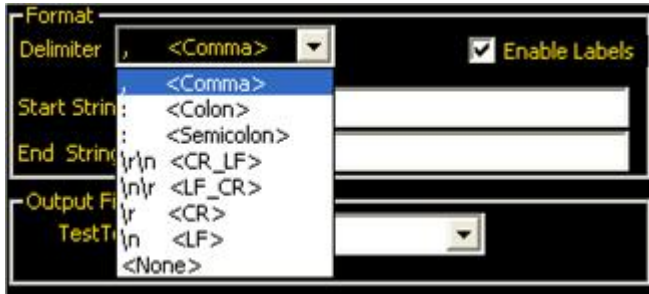 Format
Delimiter , <Comma> Enable Labels
, <Comma>
Start Strin : <Colon>
: <Semicolon>
End String \r\n <CR_LF>
\n\r <LF_CR>
Output Fi \r <CR>
TestT \n <LF>
<None>